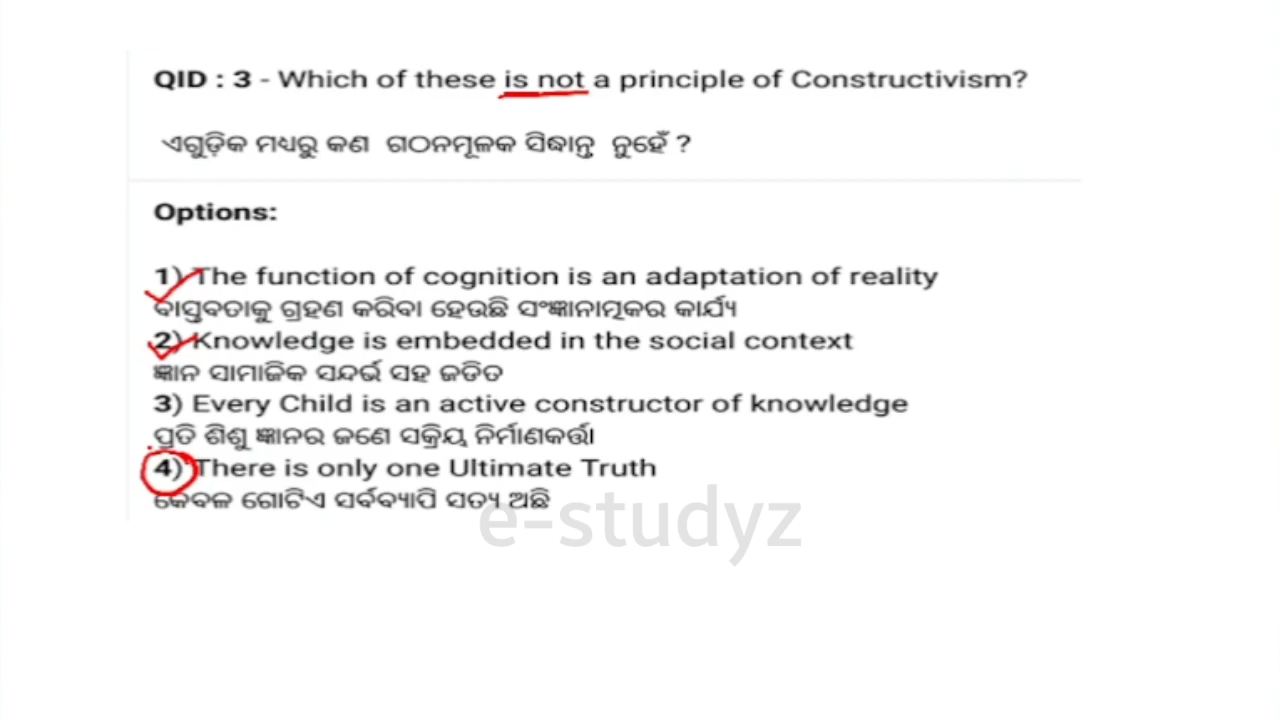 QID : 3 - Which of these is not a principle of Constructivism?
ଏଗୁଡ଼ିକ ମଧ୍ୟରୁ କଣ ଗଠନମୂଳକ ସିଦ୍ଧାନ୍ତ ନୁହେଁ ?
Options:
1) The function of cognition is an adaptation of reality
ବାସ୍ତବତାକୁ ଗ୍ରହଣ କରିବା ହେଉଛି ସଂଜ୍ଞାନାତ୍ମକର କାର୍ଯ୍ୟ
2) Knowledge is embedded in the social context
ଜ୍ଞାନ ସାମାଜିକ ସନ୍ଦର୍ଭ ସହ ଜଡିତ
3) Every Child is an active constructor of knowledge
ପ୍ରତି ଶିଶୁ ଜ୍ଞାନର ଜଣେ ସକ୍ରିୟ ନିର୍ମାଣକର୍ତ୍ତା
4) There is only one Ultimate Truth
କେବଳ ଗୋଟିଏ ସର୍ବବ୍ୟାପି ସତ୍ୟ ଅଛି
e-studyz